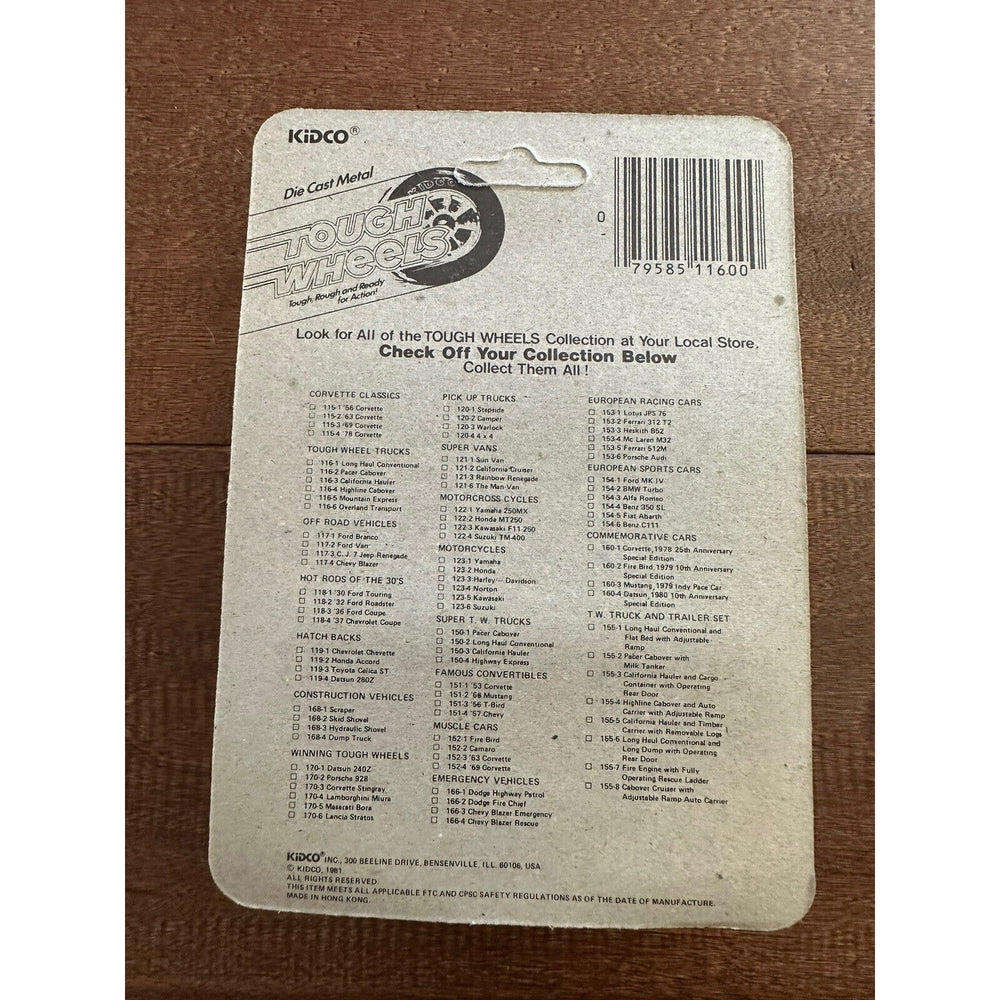 KiDCO®
Die Cast Metal
KIDCO
TOUGH
WHEELS
Tough, Rough and Ready
for Action!
0
79585 11600
Look for All of the TOUGH WHEELS Collection at Your Local Store.
Check Off Your Collection Below
Collect Them All !
CORVETTE CLASSICS
115-1 '56 Corvette
115-2 '63 Corvette
115-3 '69 Corvette
115-4 '78 Corvette
TOUGH WHEEL TRUCKS
116-1 Long Haul Conventional
116-2 Pacer Cabover
116-3 California Hauler
116-4 Highline Cabover
116-5 Mountain Express
116-6 Overland Transport
OFF ROAD VEHICLES
117-1 Ford Branco
117-2 Ford Van
117-3 C.J. 7 Jeep Renegade
117-4 Chevy Blazer
HOT RODS OF THE 30'S
118-1 '30 Ford Touring
118-2 '32 Ford Roadster
118-3 '36 Ford Coupe
118-4 '37 Chevrolet Coupe
HATCH BACKS
119-1 Chevrolet Chevette
119-2 Honda Accord
119-3 Toyota Celica ST
119-4 Datsun 280Z
CONSTRUCTION VEHICLES
168-1 Scraper
168-2 Skid Shovel
168-3 Hydraulic Shovel
168-4 Dump Truck
WINNING TOUGH WHEELS
170-1 Datsun 240Z
170-2 Porsche 928
170-3 Corvette Stingray
170-4 Lamborghini Miura
170-5 Maserati Bora
170-6 Lancia Stratos
PICK UP TRUCKS
120-1 Stepside
120-2 Camper
120-3 Warlock
120-4 4 x 4
SUPER VANS
121-1 Sun Van
121-2 California Cruiser
121-3 Rainbow Renegade
121-6 The Man Van
MOTORCROSS CYCLES
122-1 Yamaha 250MX
122-2 Honda MT250
122-3 Kawasaki F11-250
122-4 Suzuki TM-400
MOTORCYCLES
123-1 Yamaha
123-2 Honda
123-3 Harley-Davidson
123-4 Norton
123-5 Kawasaki
123-6 Suzuki
SUPER T. W. TRUCKS
150-1 Pacer Cabover
150-2 Long Haul Conventional
150-3 California Hauler
150-4 Highway Express
FAMOUS CONVERTIBLES
151-1 '53 Corvette
151-2 '66 Mustang
151-3 '56 T-Bird
151-4 '57 Chevy
MUSCLE CARS
152-1 Fire Bird
152-2 Camaro
152-3 '63 Corvette
152-4 '69 Corvette
EMERGENCY VEHICLES
166-1 Dodge Highway Patrol
166-2 Dodge Fire Chief
166-3 Chevy Blazer Emergency
166-4 Chevy Blazer Rescue
EUROPEAN RACING CARS
153-1 Lotus JPS 76
153-2 Ferrari 312 T2
153-3 Heskith B52
153-4 Mc Laren M32
153-5 Ferrari 512M
153-6 Porsche Audi
EUROPEAN SPORTS CARS
154-1 Ford MK IV
154-2 BMW Turbo
154-3 Alfa Romeo
154-4 Benz 350 SL
154-5 Fiat Abarth
154-6 Benz C111
COMMEMORATIVE CARS
160-1 Corvette, 1978 25th Anniversary
Special Edition
160-2 Fire Bird, 1979 10th Anniversary
Special Edition
160-3 Mustang, 1979 Indy Pace Car
160-4 Datsun, 1980 10th Anniversary
Special Edition
T.W. TRUCK AND TRAILER SET
155-1 Long Haul Conventional and
Flat Bed with Adjustable
Ramp
155-2 Pacer Cabover with
Milk Tanker
155-3 California Hauler and Cargo
Container with Operating
Rear Door
155-4 Highline Cabover and Auto
Carrier with Adjustable Ramp
155-5 California Hauler and Timber
Carrier with Removable Logs
155-6 Long Haul Conventional and
Long Dump with Operating
Rear Door
155-7 Fire Engine with Fully
Operating Rescue Ladder
155-8 Cabover Cruiser with
Adjustable Ramp Auto Carrier
KiDCO® INC., 300 BEELINE DRIVE, BENSENVILLE, ILL. 60106, USA
© KIDCO, 1981
ALL RIGHTS RESERVED
THIS ITEM MEETS ALL APPLICABLE FTC AND CPSC SAFETY REGULATIONS AS OF THE DATE OF MANUFACTURE.
MADE IN HONG KONG.